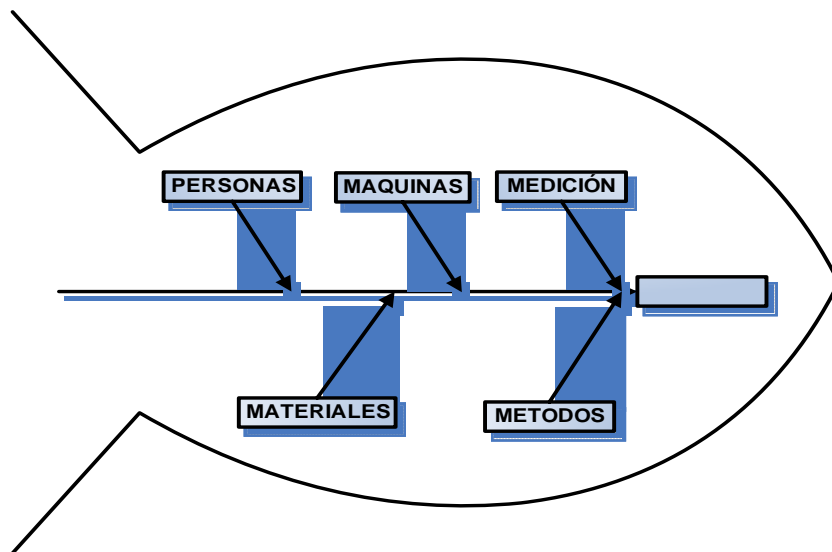 PERSONAS
MAQUINAS
MEDICIÓN
MATERIALES
METODOS